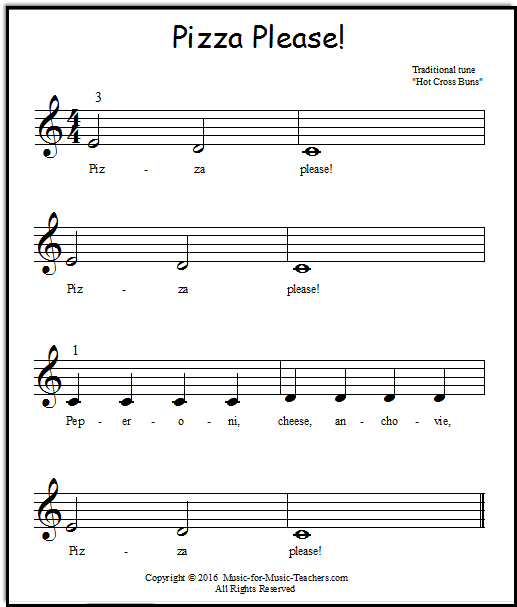 Pizza Please!
Traditional tune
"Hot Cross Buns"
3
4
4
Piz - za please!
Piz - za please!
1
Pep - er - o - ni, cheese, an - cho - vie,
Piz - za please!
Copyright © 2016 Music-for-Music-Teachers.com
All Rights Reserved